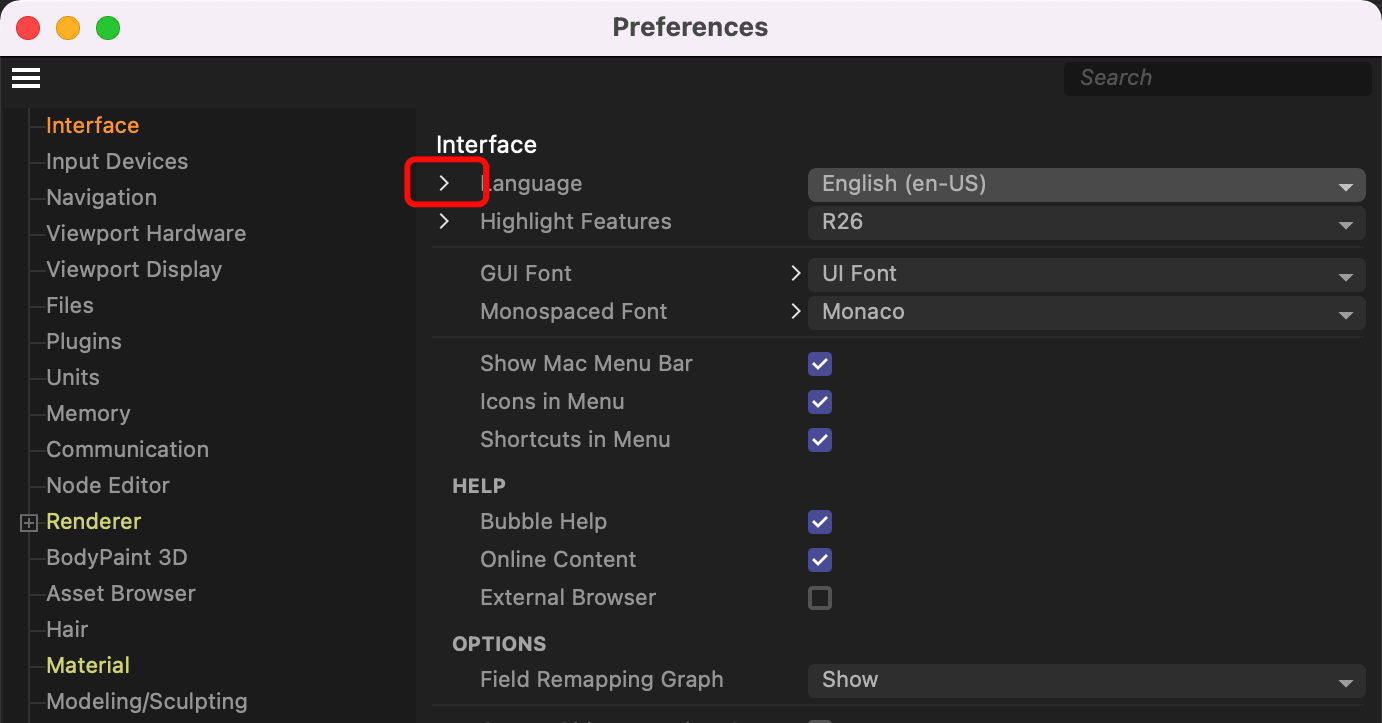 Preferences
Search
Interface
Input Devices
Navigation
Viewport Hardware
Viewport Display
Files
Plugins
Units
Memory
Communication
Node Editor
Renderer
BodyPaint 3D
Asset Browser
Hair
Material
Modeling/Sculpting
Interface
Language English (en-US)
Highlight Features R26
GUI Font UI Font
Monospaced Font Monaco
Show Mac Menu Bar
Icons in Menu
Shortcuts in Menu
HELP
Bubble Help
Online Content
External Browser
OPTIONS
Field Remapping Graph Show